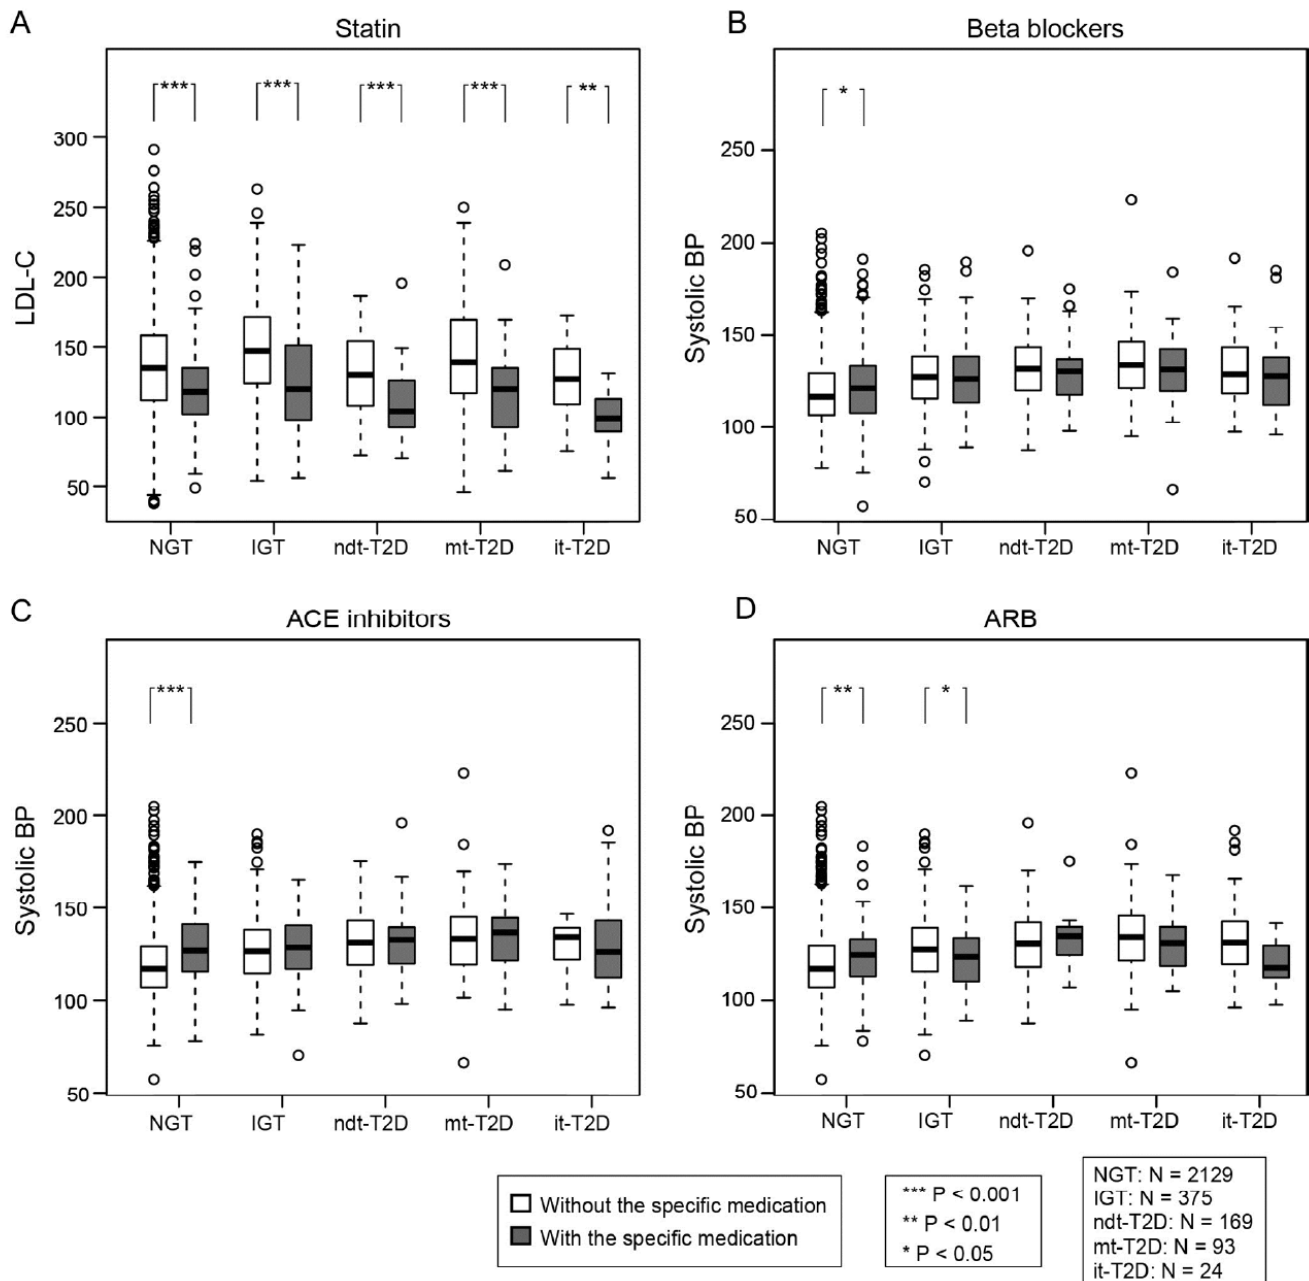 A
Statin
*** *** *** *** **
300
250
200
150
100
50
LDL-C
NGT IGT ndt-T2D mt-T2D it-T2D
B
Beta blockers
*
250
200
150
100
50
Systolic BP
NGT IGT ndt-T2D mt-T2D it-T2D
C
ACE inhibitors
***
250
200
150
100
50
Systolic BP
NGT IGT ndt-T2D mt-T2D it-T2D
D
ARB
** *
250
200
150
100
50
Systolic BP
NGT IGT ndt-T2D mt-T2D it-T2D
Without the specific medication
With the specific medication
*** P < 0.001
** P < 0.01
* P < 0.05
NGT: N = 2129
IGT: N = 375
ndt-T2D: N = 169
mt-T2D: N = 93
it-T2D: N = 24